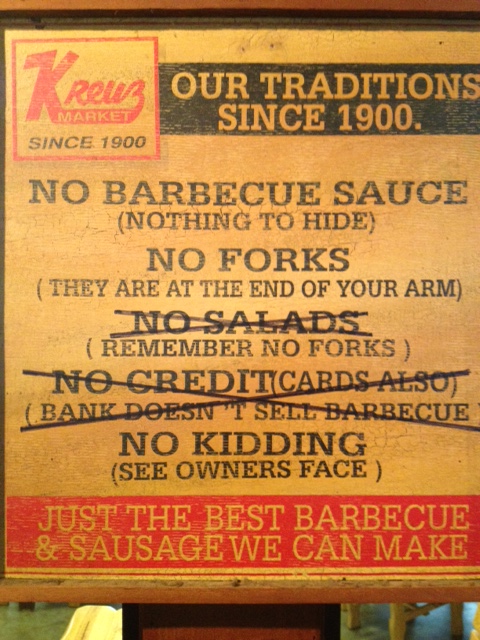 Kreuz
MARKET
SINCE 1900
OUR TRADITIONS
SINCE 1900.
NO BARBECUE SAUCE
(NOTHING TO HIDE)
NO FORKS
( THEY ARE AT THE END OF YOUR ARM)
NO SALADS
( REMEMBER NO FORKS )
NO CREDIT(CARDS ALSO)
( BANK DOESN 'T SELL BARBECUE
NO KIDDING
(SEE OWNERS FACE )
JUST THE BEST BARBECUE
& SAUSAGE WE CAN MAKE